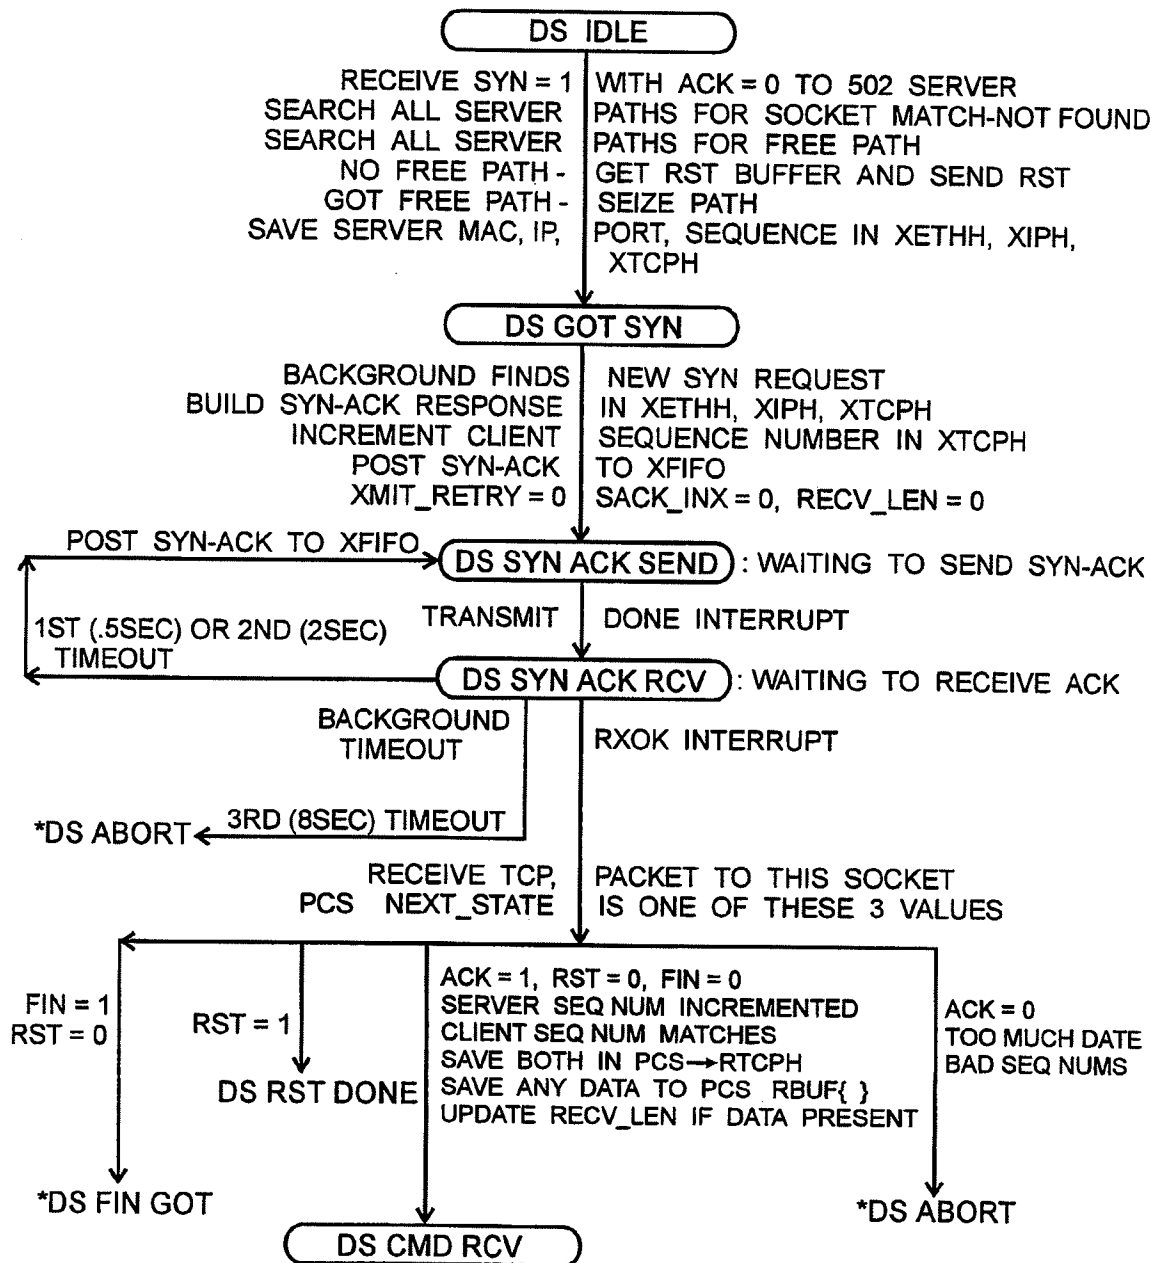 DS IDLE
RECEIVE SYN = 1 WITH ACK = 0 TO 502 SERVER
SEARCH ALL SERVER PATHS FOR SOCKET MATCH-NOT FOUND
SEARCH ALL SERVER PATHS FOR FREE PATH
NO FREE PATH - GET RST BUFFER AND SEND RST
GOT FREE PATH - SEIZE PATH
SAVE SERVER MAC, IP, PORT, SEQUENCE IN XETHH, XIPH,
XTCPH
DS GOT SYN
BACKGROUND FINDS NEW SYN REQUEST
BUILD SYN-ACK RESPONSE IN XETHH, XIPH, XTCPH
INCREMENT CLIENT SEQUENCE NUMBER IN XTCPH
POST SYN-ACK TO XFIFO
XMIT_RETRY = 0 SACK_INX = 0, RECV_LEN = 0
POST SYN-ACK TO XFIFO
DS SYN ACK SEND : WAITING TO SEND SYN-ACK
TRANSMIT DONE INTERRUPT
1ST (.5SEC) OR 2ND (2SEC)
TIMEOUT
DS SYN ACK RCV : WAITING TO RECEIVE ACK
BACKGROUND
TIMEOUT
RXOK INTERRUPT
*DS ABORT 3RD (8SEC) TIMEOUT
RECEIVE TCP, PACKET TO THIS SOCKET
PCS NEXT_STATE IS ONE OF THESE 3 VALUES
FIN = 1
RST = 0
RST = 1
DS RST DONE
ACK = 1, RST = 0, FIN = 0
SERVER SEQ NUM INCREMENTED
CLIENT SEQ NUM MATCHES
SAVE BOTH IN PCS→RTCPH
SAVE ANY DATA TO PCS RBUF{ }
UPDATE RECV_LEN IF DATA PRESENT
ACK = 0
TOO MUCH DATE
BAD SEQ NUMS
*DS FIN GOT
*DS ABORT
DS CMD RCV